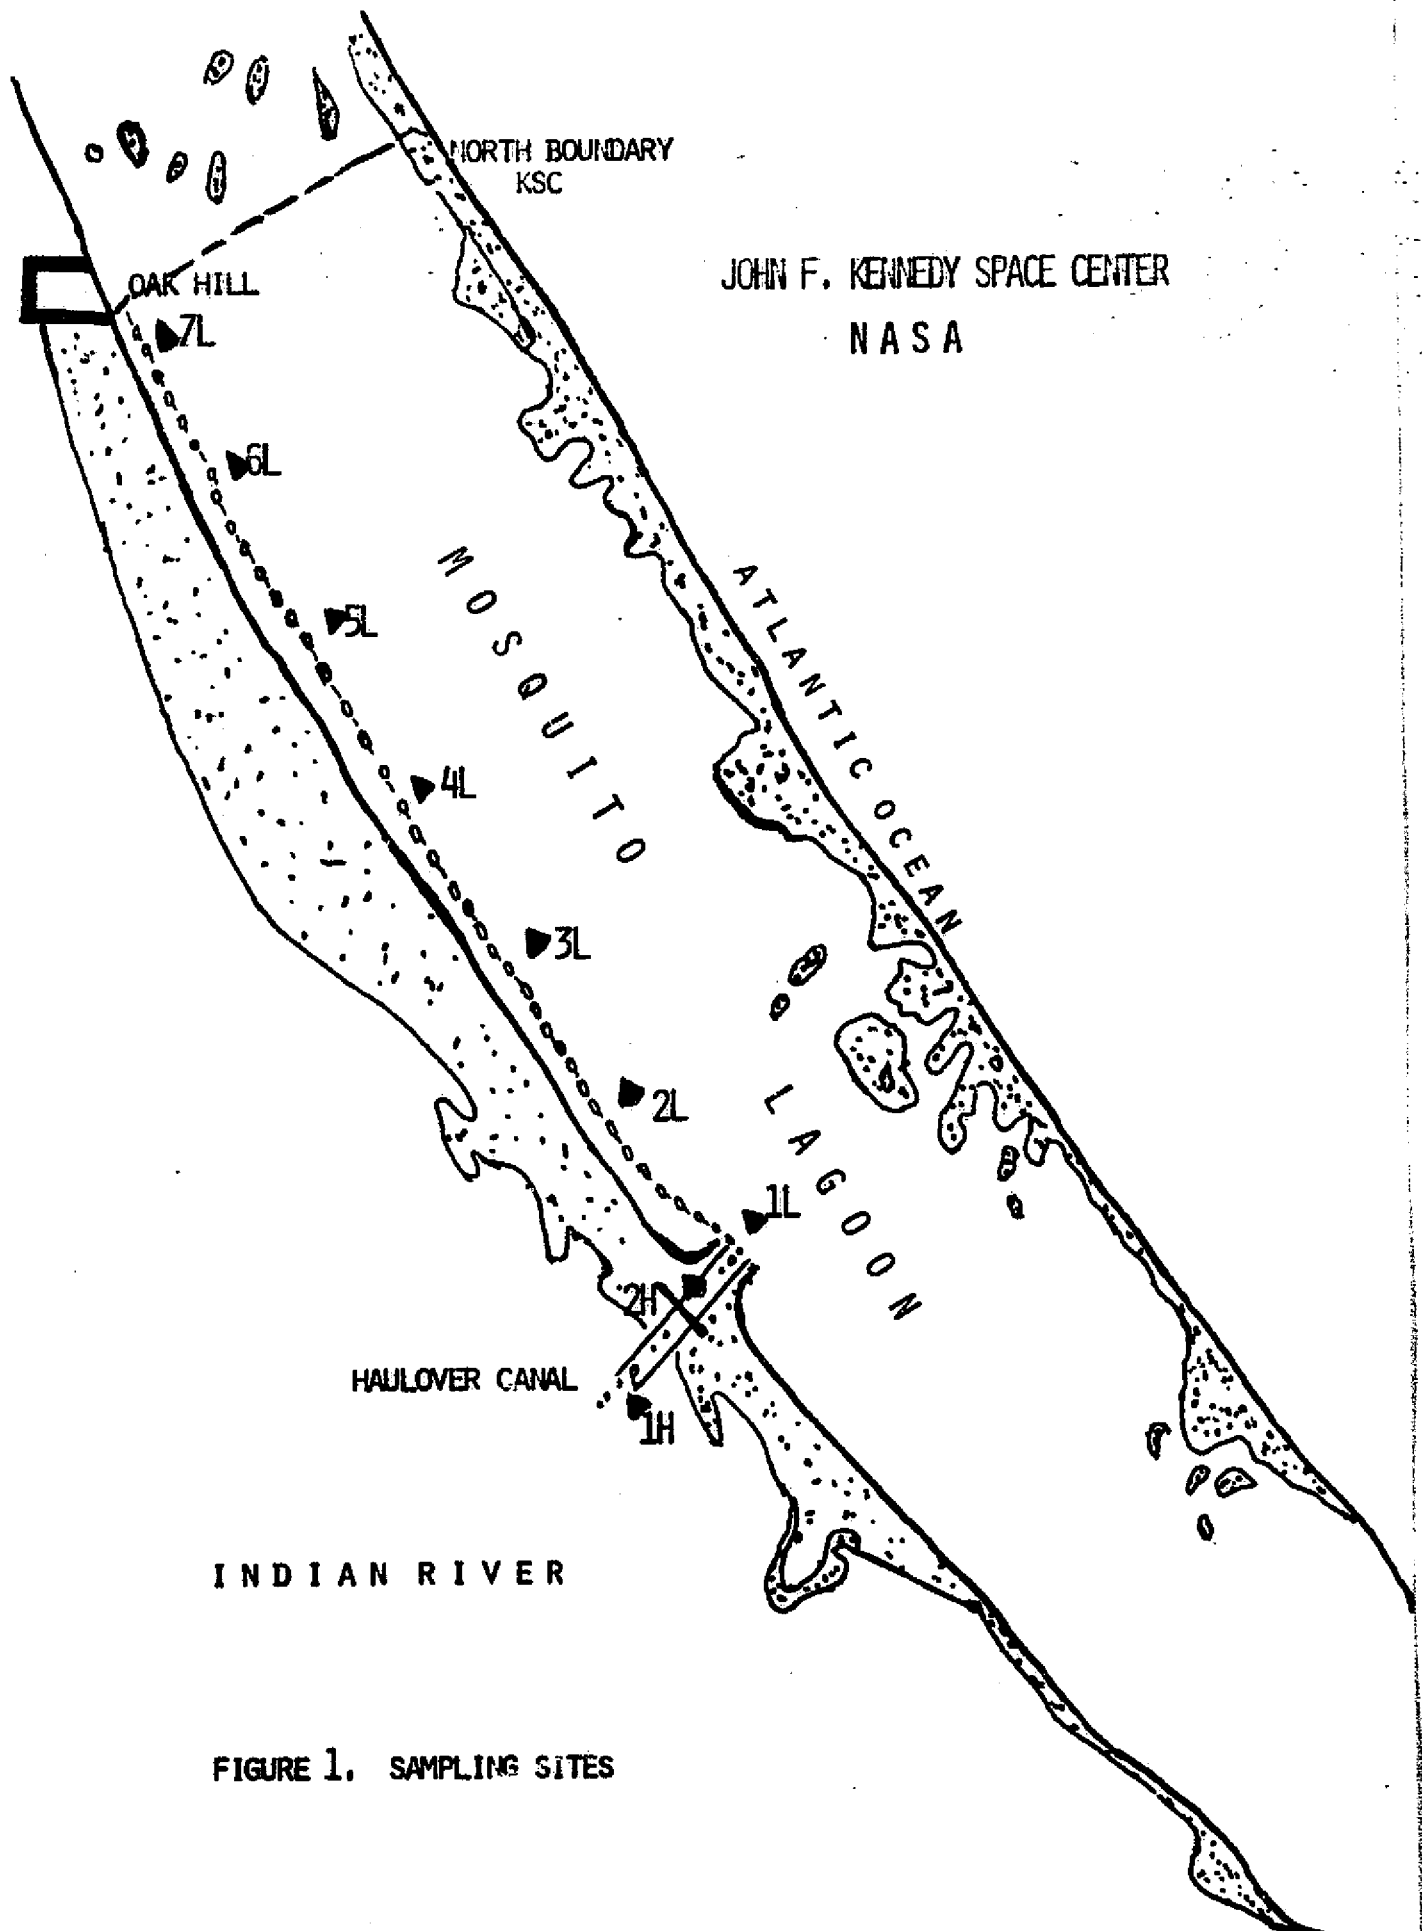 NORTH BOUNDARY
KSC
JOHN F. KENNEDY SPACE CENTER
NASA
OAK HILL
7L
6L
5L
4L
3L
2L
1L
MOSQUITO
LAGOON
ATLANTIC OCEAN
2H
HAULOVER CANAL
1H
INDIAN RIVER
FIGURE 1. SAMPLING SITES